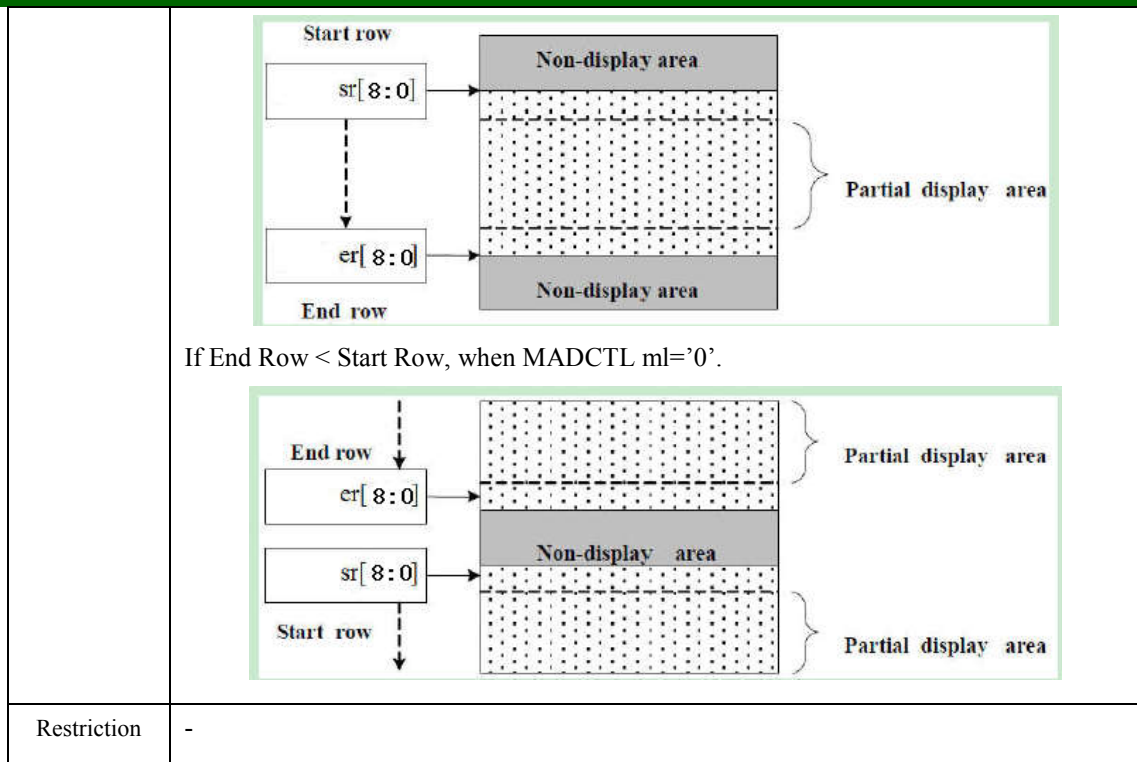 Start row
Non-display area
sr[8:0]
Partial display area
er[8:0]
Non-display area
End row
If End Row < Start Row, when MADCTL ml=’0’.
End row
Partial display area
er[8:0]
Non-display area
sr[8:0]
Start row
Partial display area
Restriction -